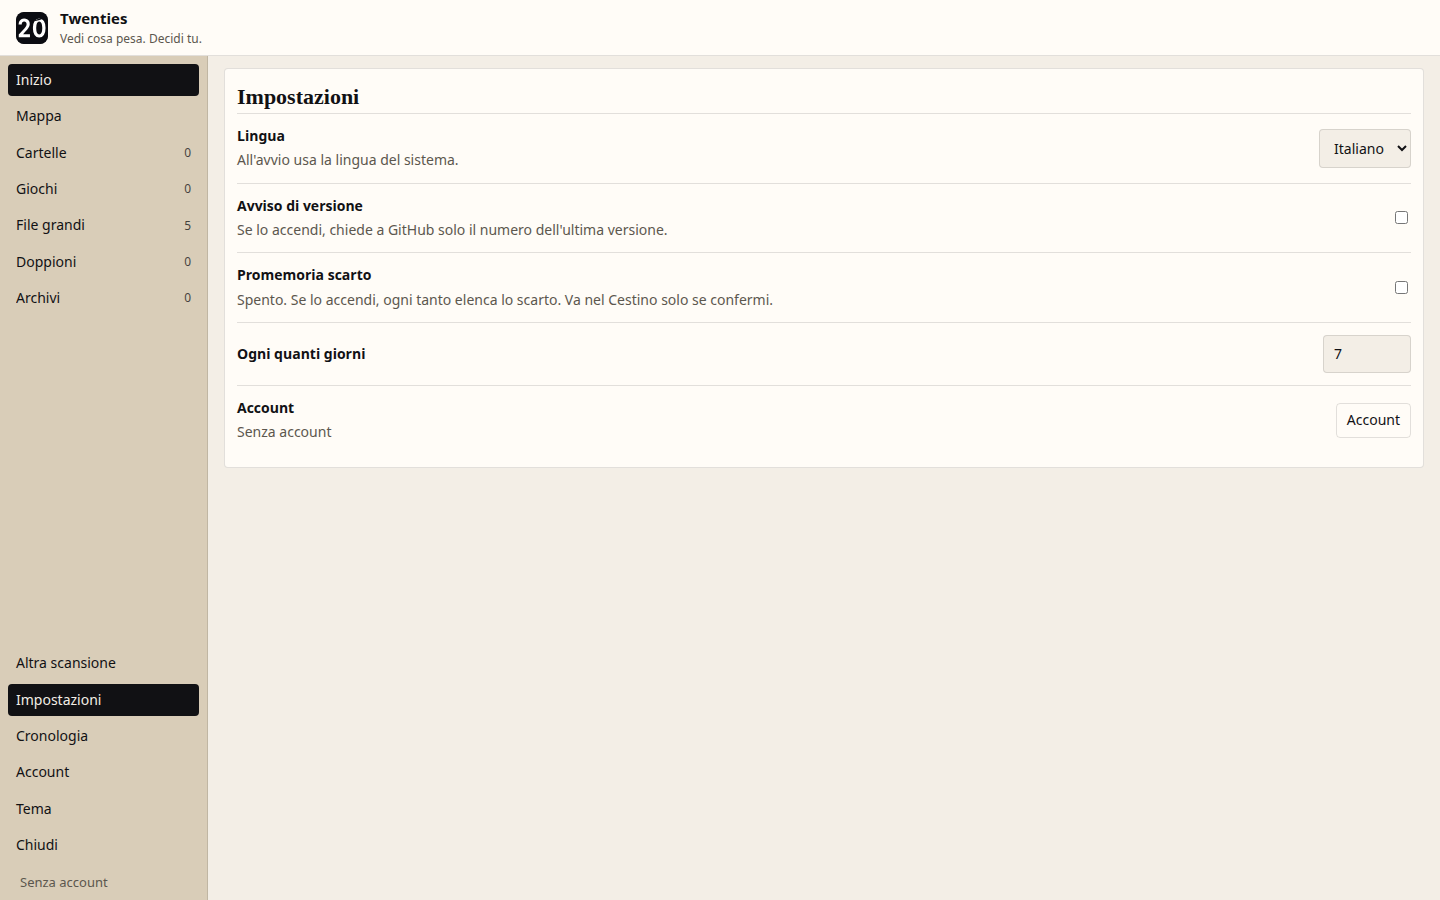 20
Twenties
Vedi cosa pesa. Decidi tu.
Inizio
Mappa
Cartelle 0
Giochi 0
File grandi 5
Doppioni 0
Archivi 0
Altra scansione
Impostazioni
Cronologia
Account
Tema
Chiudi
Senza account
Impostazioni
Lingua
All'avvio usa la lingua del sistema.
Italiano
Avviso di versione
Se lo accendi, chiede a GitHub solo il numero dell'ultima versione.
Promemoria scarto
Spento. Se lo accendi, ogni tanto elenca lo scarto. Va nel Cestino solo se confermi.
Ogni quanti giorni
7
Account
Senza account
Account